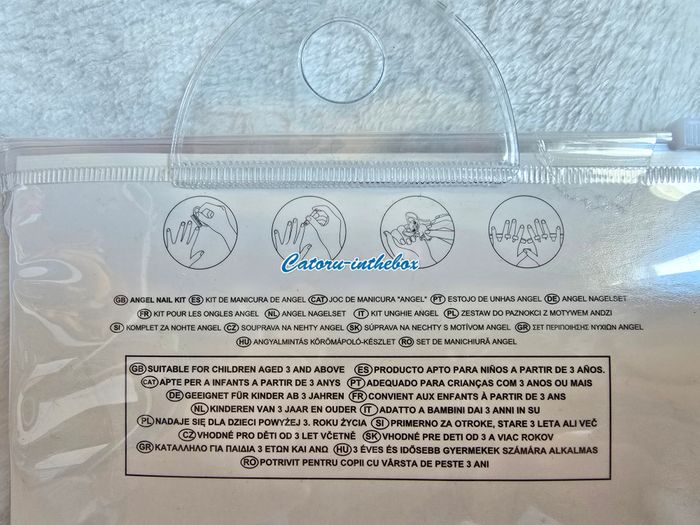 Catoru-inthebox
GB ANGEL NAIL KIT ES KIT DE MANICURA DE ANGEL CAT JOC DE MANICURA "ANGEL" PT ESTOJO DE UNHAS ANGEL DE ANGEL NAGELSET
FR KIT POUR LES ONGLES ANGEL NL ANGEL NAGELSET IT KIT UNGHIE ANGEL PL ZESTAW DO PAZNOKCI Z MOTYWEM ANDZI
SI KOMPLET ZA NOHTE ANGEL CZ SOUPRAVA NA NEHTY ANGEL SK SÚPRAVA NA NECHTY S MOTÍVOM ANGEL GR ΣΕΤ ΠΕΡΙΠΟΙΗΣΗΣ ΝΥΧΙΩΝ ANGEL
HU ANGYALMINTÁS KÖRÖMÁPOLÓ-KÉSZLET RO SET DE MANICHIURĂ ANGEL
GB SUITABLE FOR CHILDREN AGED 3 AND ABOVE ES PRODUCTO APTO PARA NIÑOS A PARTIR DE 3 AÑOS.
CAT APTE PER A INFANTS A PARTIR DE 3 ANYS PT ADEQUADO PARA CRIANÇAS COM 3 ANOS OU MAIS
DE GEEIGNET FÜR KINDER AB 3 JAHREN FR CONVIENT AUX ENFANTS À PARTIR DE 3 ANS
NL KINDEREN VAN 3 JAAR EN OUDER IT ADATTO A BAMBINI DAI 3 ANNI IN SU
PL NADAJE SIĘ DLA DZIECI POWYŻEJ 3. ROKU ŻYCIA SI PRIMERNO ZA OTROKE, STARE 3 LETA ALI VEČ
CZ VHODNÉ PRO DĚTI OD 3 LET VČETNĚ SK VHODNÉ PRE DETI OD 3 A VIAC ROKOV
GR ΚΑΤΑΛΛΗΛΟ ΓΙΑ ΠΑΙΔΙΑ 3 ΕΤΩΝ ΚΑΙ ΑΝΩ HU 3 ÉVES ÉS IDŐSEBB GYERMEKEK SZÁMÁRA ALKALMAS
RO POTRIVIT PENTRU COPII CU VÂRSTA DE PESTE 3 ANI